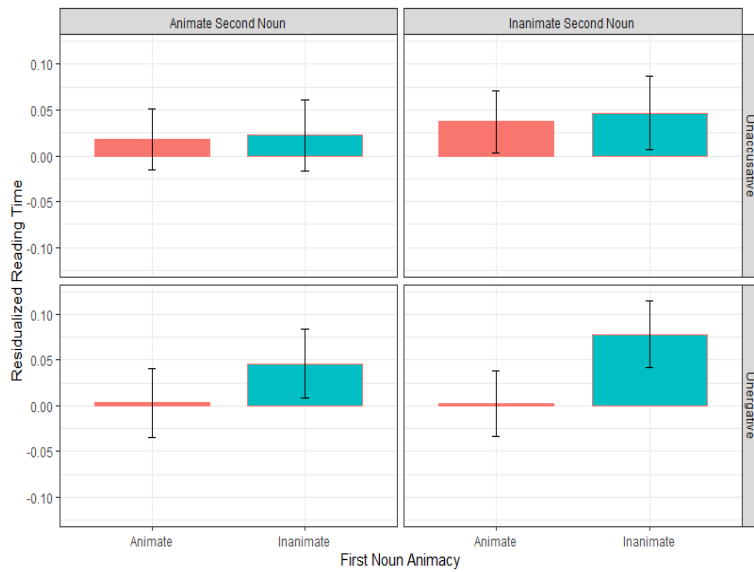 Animate Second Noun
Inanimate Second Noun
0.10
0.05
0.00
-0.05
-0.10
Unaccusative
Residualized Reading Time
0.10
0.05
0.00
-0.05
-0.10
Unergative
Animate
Inanimate
Animate
Inanimate
First Noun Animacy